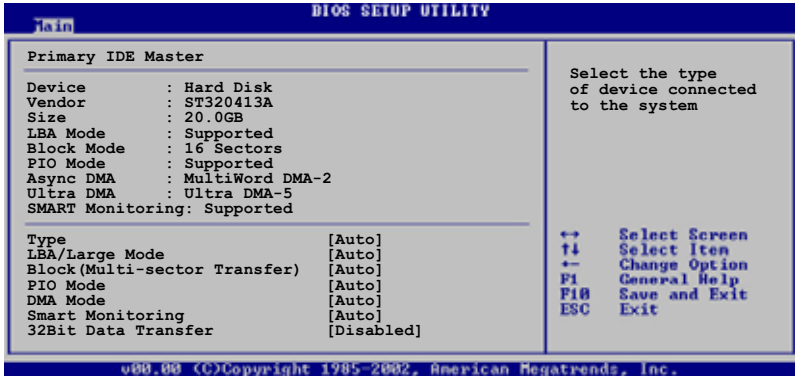 BIOS SETUP UTILITY
Main
Primary IDE Master
Device : Hard Disk
Vendor : ST320413A
Size : 20.0GB
LBA Mode : Supported
Block Mode : 16 Sectors
PIO Mode : Supported
Async DMA : MultiWord DMA-2
Ultra DMA : Ultra DMA-5
SMART Monitoring: Supported
Type [Auto]
LBA/Large Mode [Auto]
Block(Multi-sector Transfer) [Auto]
PIO Mode [Auto]
DMA Mode [Auto]
Smart Monitoring [Auto]
32Bit Data Transfer [Disabled]
Select the type
of device connected
to the system
↔ Select Screen
↑↓ Select Item
+- Change Option
F1 General Help
F10 Save and Exit
ESC Exit
v00.00 (C)Copyright 1985-2002, American Megatrends, Inc.